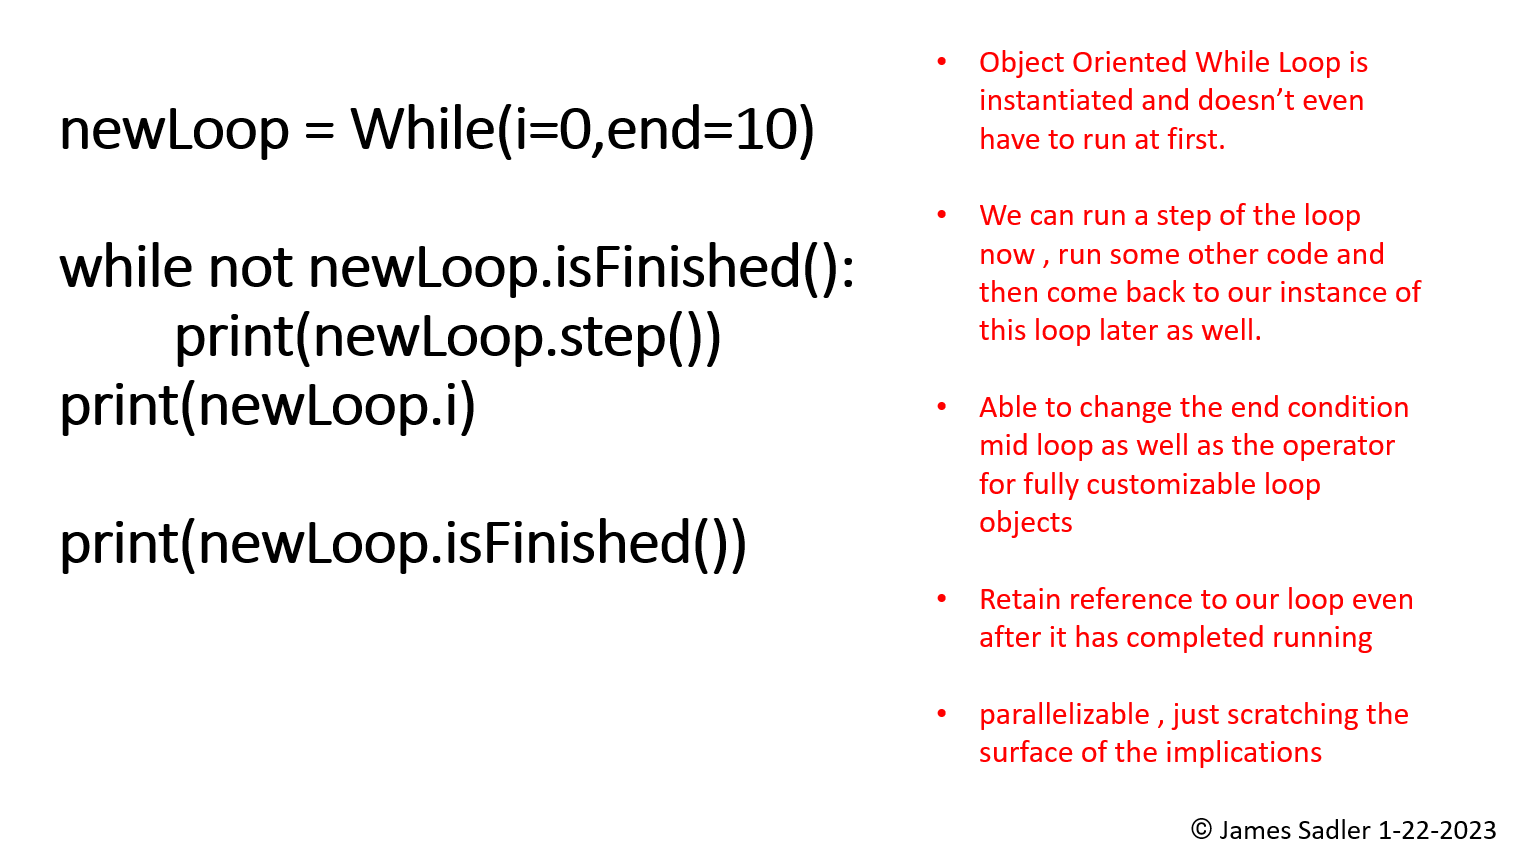 newLoop = While(i=0,end=10)
while not newLoop.isFinished():
print(newLoop.step())
print(newLoop.i)
print(newLoop.isFinished())
• Object Oriented While Loop is
instantiated and doesn’t even
have to run at first.
• We can run a step of the loop
now , run some other code and
then come back to our instance of
this loop later as well.
• Able to change the end condition
mid loop as well as the operator
for fully customizable loop
objects
• Retain reference to our loop even
after it has completed running
• parallelizable , just scratching the
surface of the implications
© James Sadler 1-22-2023